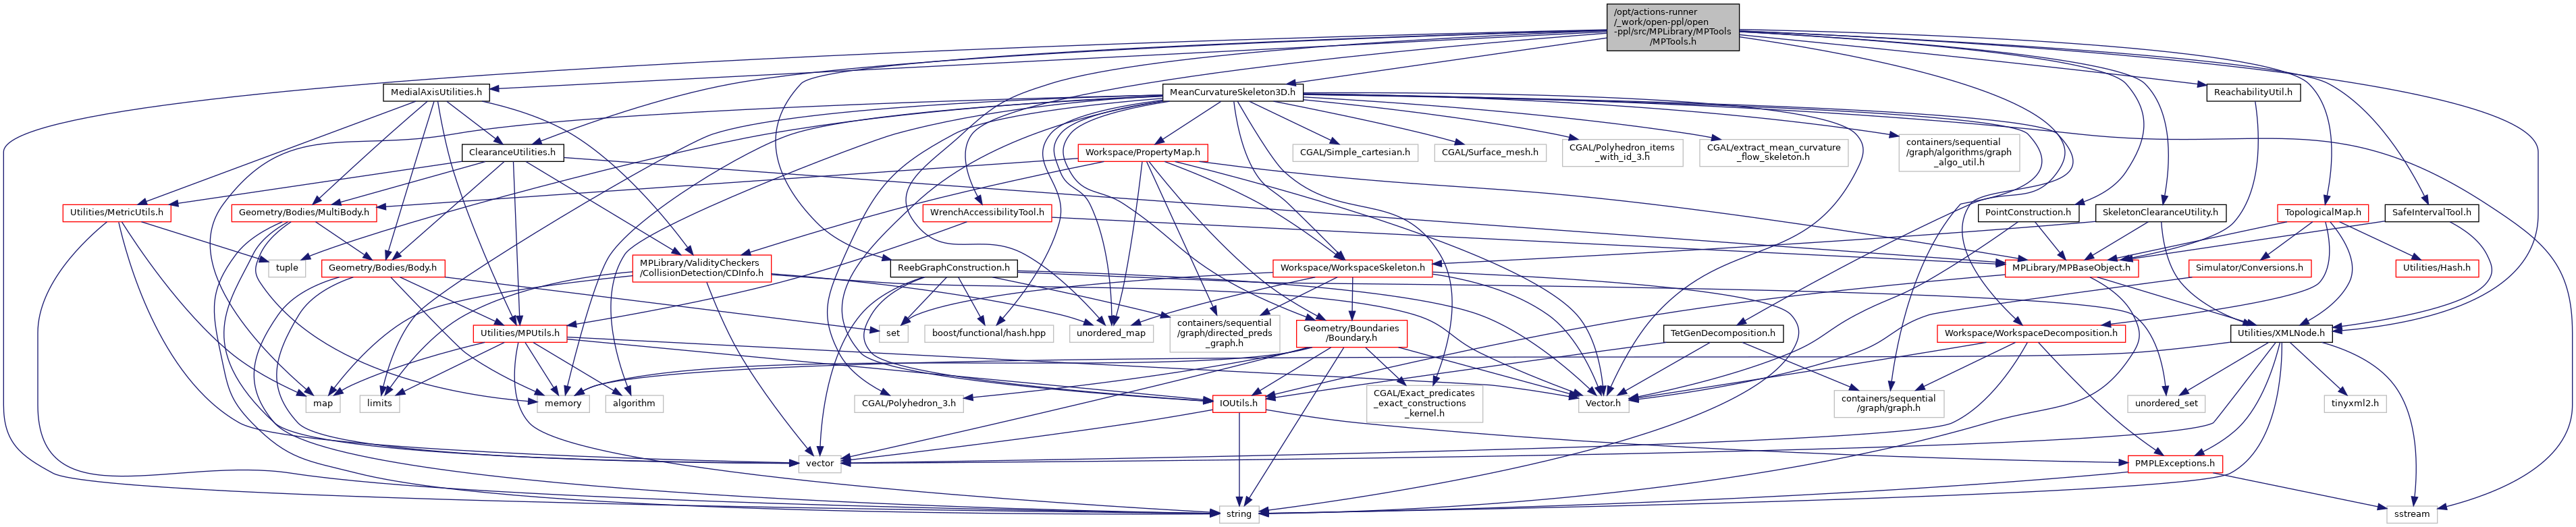 /opt/actions-runner
/_work/open-ppl/open
-ppl/src/MPLibrary/MPTools
/MPTools.h
MedialAxisUtilities.h
MeanCurvatureSkeleton3D.h
ReachabilityUtil.h
ClearanceUtilities.h
Workspace/PropertyMap.h
CGAL/Simple_cartesian.h
CGAL/Surface_mesh.h
CGAL/Polyhedron_items
_with_id_3.h
CGAL/extract_mean_curvature
_flow_skeleton.h
containers/sequential
/graph/algorithms/graph
_algo_util.h
Utilities/MetricUtils.h
Geometry/Bodies/MultiBody.h
WrenchAccessibilityTool.h
PointConstruction.h
SkeletonClearanceUtility.h
TopologicalMap.h
SafeIntervalTool.h
tuple
Geometry/Bodies/Body.h
MPLibrary/ValidityCheckers
/CollisionDetection/CDInfo.h
ReebGraphConstruction.h
Workspace/WorkspaceSkeleton.h
MPLibrary/MPBaseObject.h
Simulator/Conversions.h
Utilities/Hash.h
Utilities/MPUtils.h
set
boost/functional/hash.hpp
unordered_map
containers/sequential
/graph/directed_preds
_graph.h
Geometry/Boundaries
/Boundary.h
TetGenDecomposition.h
Workspace/WorkspaceDecomposition.h
Utilities/XMLNode.h
map
limits
memory
algorithm
CGAL/Polyhedron_3.h
IOUtils.h
CGAL/Exact_predicates
_exact_constructions
_kernel.h
Vector.h
containers/sequential
/graph/graph.h
unordered_set
tinyxml2.h
vector
PMPLExceptions.h
string
sstream